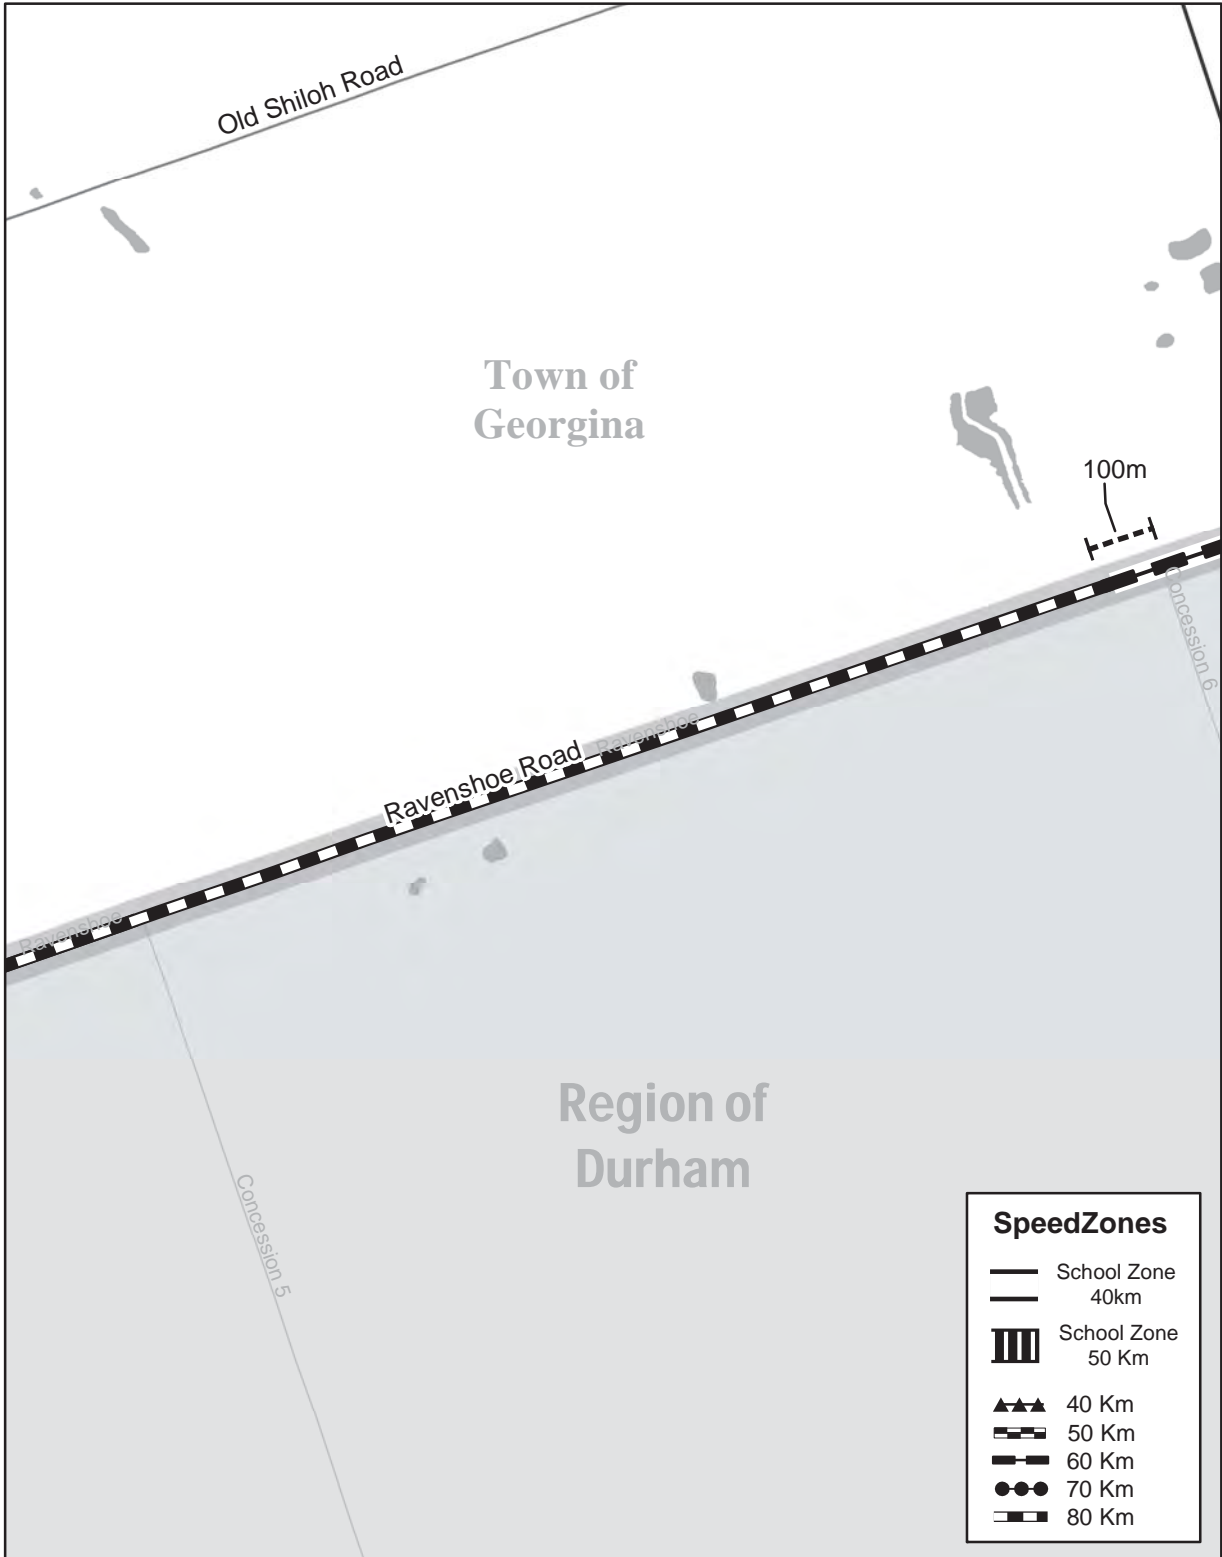 Old Shiloh Road
Town of
Georgina
100m
Concession 6
Ravenshoe
Ravenshoe Road
Ravenshoe
Region of
Durham
Concession 5
SpeedZones
School Zone
40km
School Zone
50 Km
40 Km
50 Km
60 Km
70 Km
80 Km